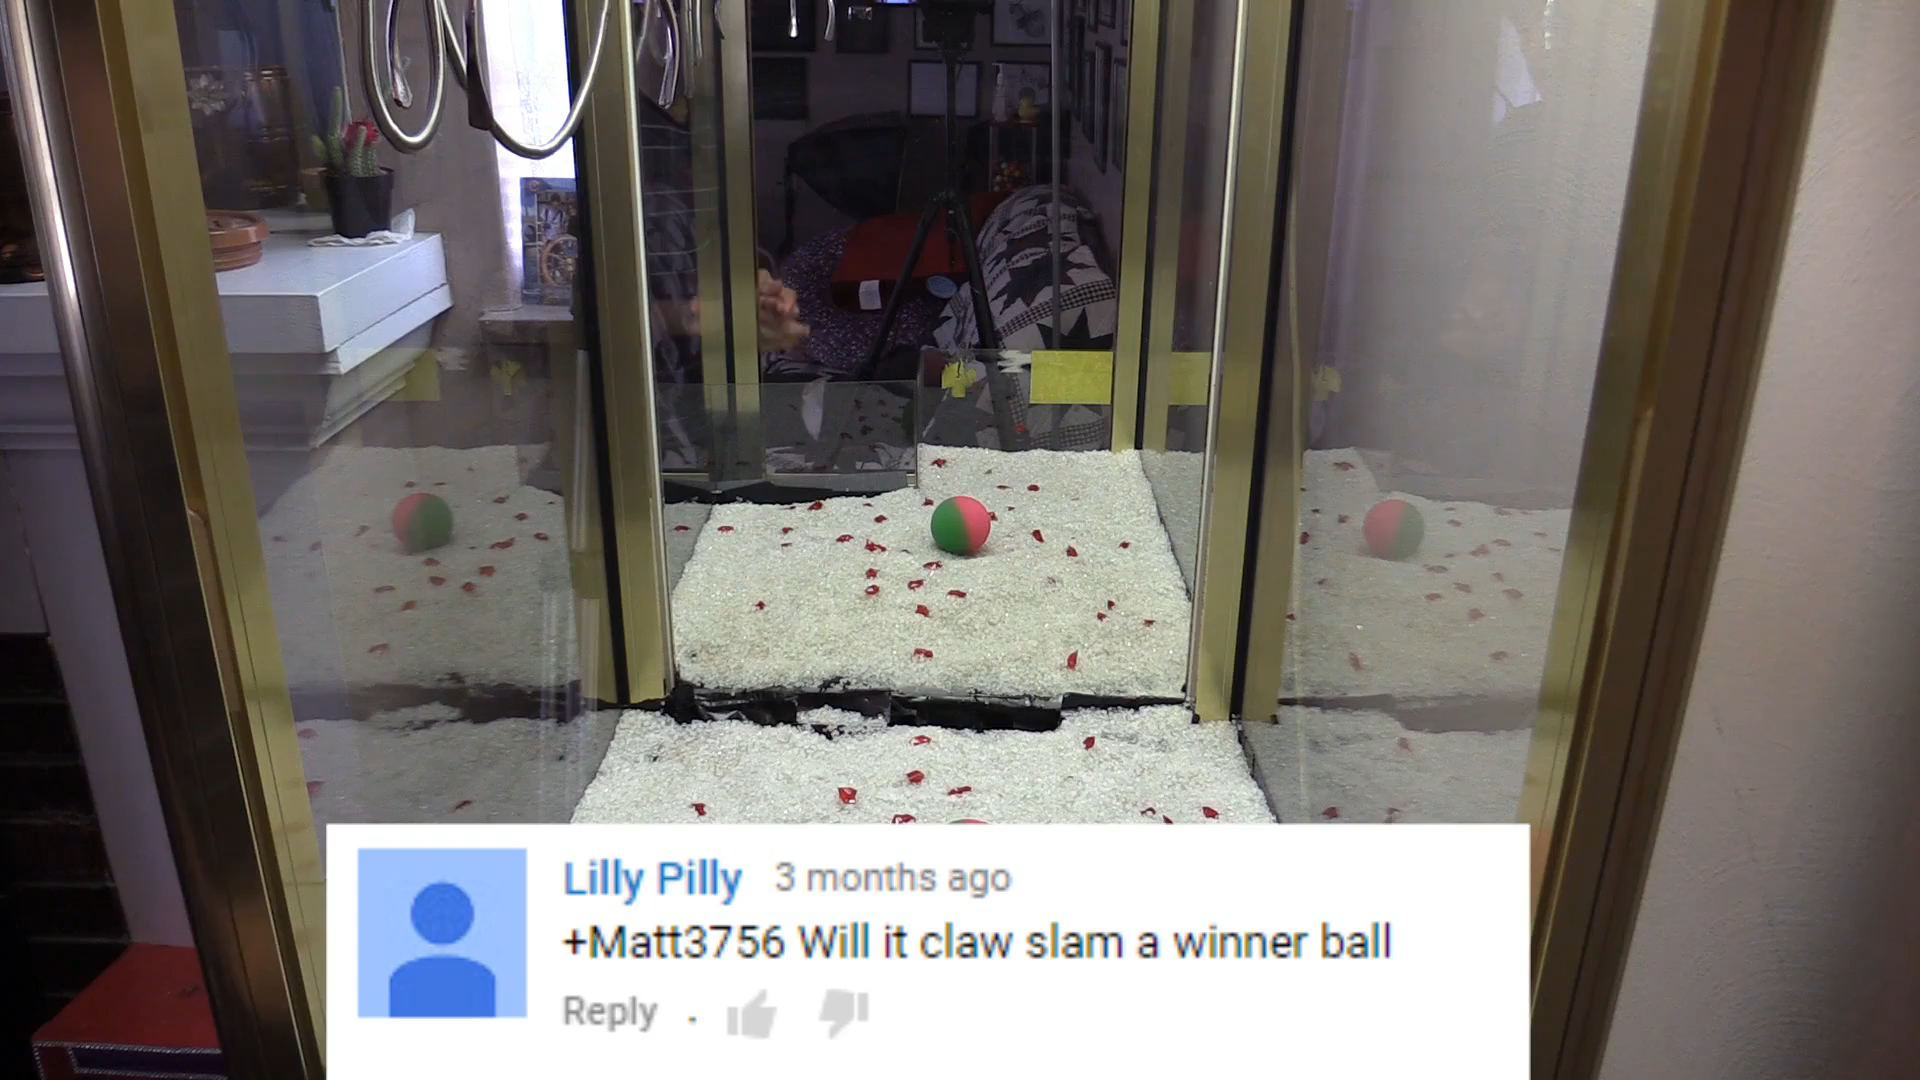 Lilly Pilly 3 months ago
+Matt3756 Will it claw slam a winner ball
Reply .